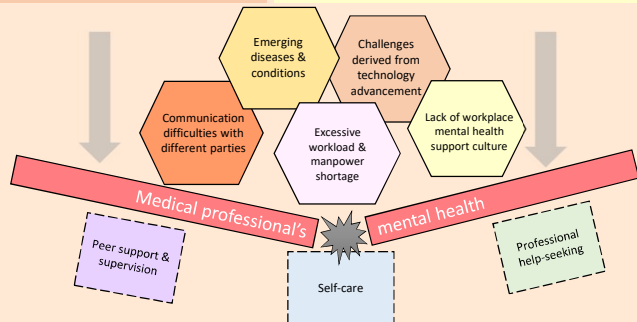 Emerging
diseases &
conditions
Challenges
derived from
technology
advancement
Communication
difficulties with
different parties
Excessive
workload &
manpower
shortage
Lack of workplace
mental health
support culture
Medical professional's
mental health
Peer support &
supervision
Self-care
Professional
help-seeking